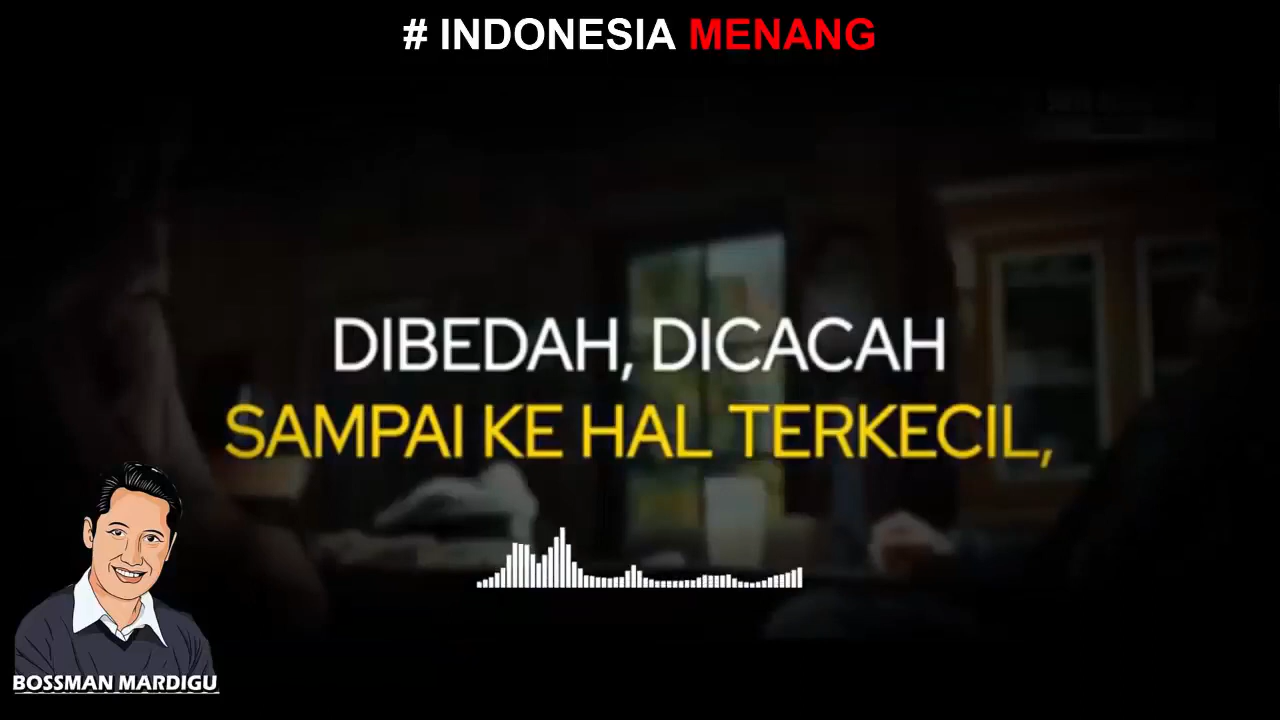 # INDONESIA MENANG
DIBEDAH, DICACAH
SAMPAI KE HAL TERKECIL,
BOSSMAN MARDIGU